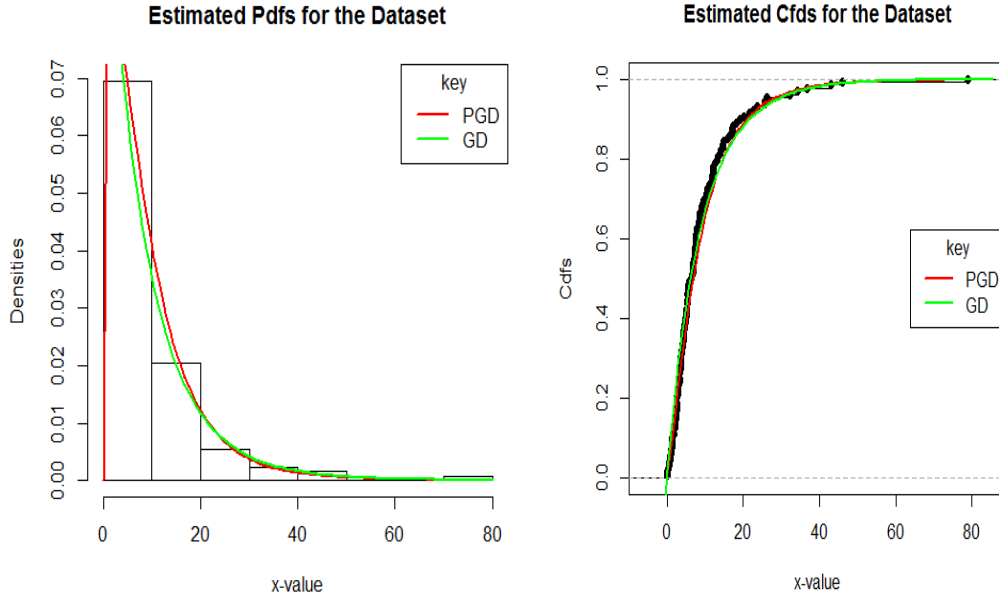 Estimated Pdfs for the Dataset
Densities
0.00
0.01
0.02
0.03
0.04
0.05
0.06
0.07
key
PGD
GD
0
20
40
60
80
x-value
Estimated Cfds for the Dataset
Cdfs
0.0
0.2
0.4
0.6
0.8
1.0
key
PGD
GD
0
20
40
60
80
x-value